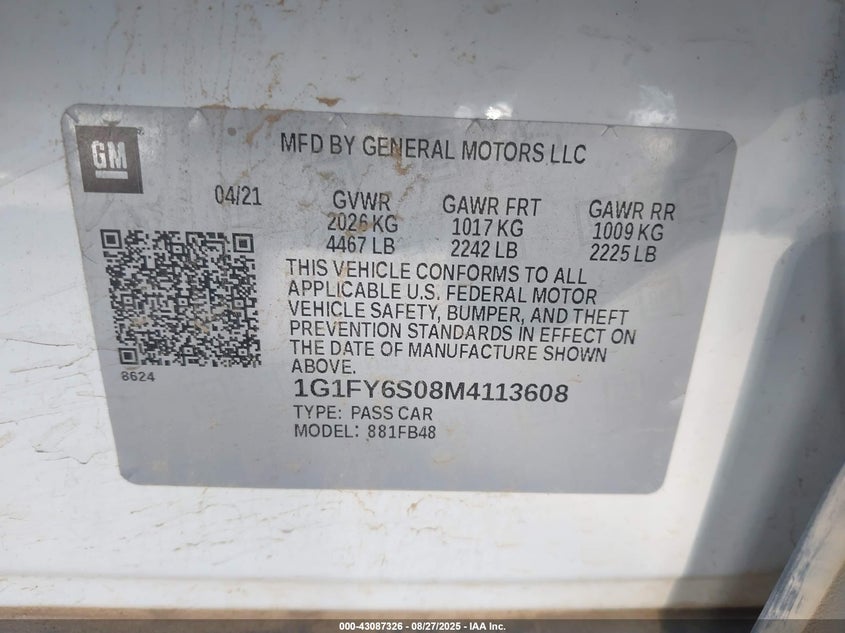 GM
MFD BY GENERAL MOTORS LLC
04/21
GVWR
2026 KG
4467 LB
GAWR FRT
1017 KG
2242 LB
GAWR RR
1009 KG
2225 LB
THIS VEHICLE CONFORMS TO ALL
APPLICABLE U.S. FEDERAL MOTOR
VEHICLE SAFETY, BUMPER, AND THEFT
PREVENTION STANDARDS IN EFFECT ON
THE DATE OF MANUFACTURE SHOWN
ABOVE.
8624
1G1FY6S08M4113608
TYPE: PASS CAR
MODEL: 881FB48
000-43087326 - 08/27/2025 - IAA Inc.